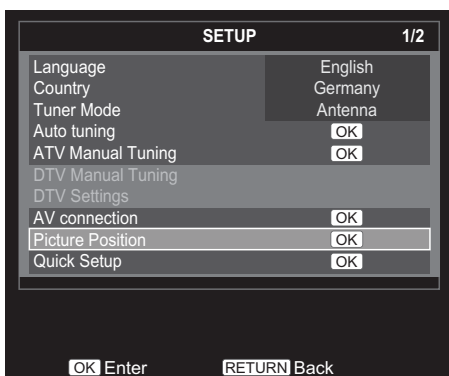 SETUP 1/2
Language English
Country Germany
Tuner Mode Antenna
Auto tuning OK
ATV Manual Tuning OK
DTV Manual Tuning
DTV Settings
AV connection OK
Picture Position OK
Quick Setup OK
OK Enter RETURN Back